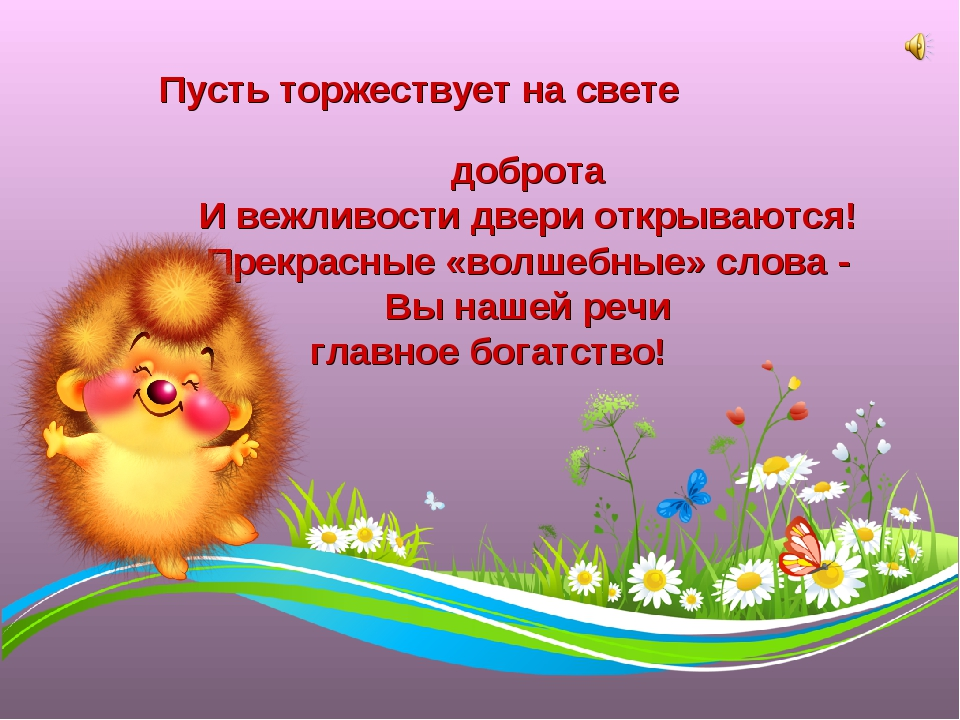 Пусть торжествует на свете
доброта
И вежливости двери открываются!
Прекрасные «волшебные» слова -
Вы нашей речи
главное богатство!